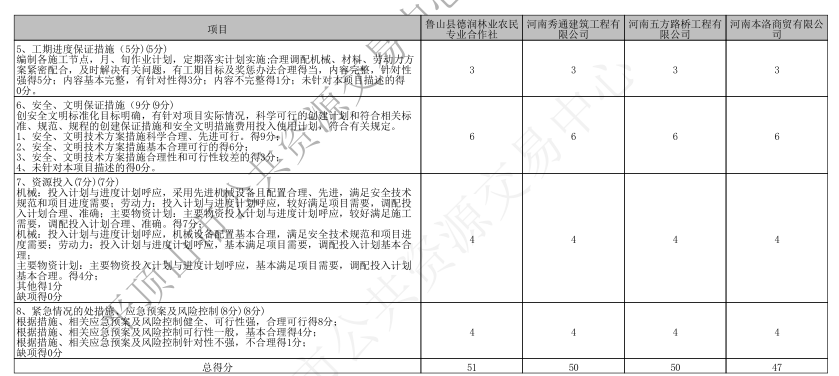 项目 鲁山县德润林业农民专业合作社 河南秀通建筑工程有限公司 河南五方路桥工程有限公司 河南本洛商贸有限公司
5、工期进度保证措施（5分）(5分)
编制各施工节点，月、旬作业计划，定期落实计划实施;合理调配机械、材料、劳动力方
案紧密配合，及时解决有关问题，有工期目标及奖惩办法合理得当，内容完整，针对性
强得5分；内容基本完整，有针对性得3分；内容不完整得1分；未针对本项目描述的得
0分。
3 3 3 3
6、安全、文明保证措施（9分）(9分)
创安全文明标准化目标明确，有针对项目实际情况，科学可行的创建计划和符合相关标
准、规范、规程的创建保证措施和安全文明措施费用投入使用计划、符合有关规定。
1、安全、文明技术方案措施科学合理、先进可行。得9分；
2、安全、文明技术方案措施基本合理可行的得6分；
3、安全、文明技术方案措施合理性和可行性较差的得3分；
4、未针对本项目描述的得0分。
6 6 6 6
7、资源投入(7分)(7分)
机械：投入计划与进度计划呼应，采用先进机械设备且配置合理、先进，满足安全技术
规范和项目进度需要；劳动力：投入计划与进度计划呼应，较好满足项目需要，调配投
入计划合理、准确；主要物资计划：主要物资投入计划与进度计划呼应，较好满足施工
需要，调配投入计划合理、准确。得7分；
机械：投入计划与进度计划呼应，机械设备配置基本合理，满足安全技术规范和项目进
度需要；劳动力：投入计划与进度计划呼应，基本满足项目需要，调配投入计划基本合
理；
主要物资计划：主要物资投入计划与进度计划呼应，基本满足项目需要，调配投入计划
基本合理。得4分；
其他得1分
缺项得0分
4 4 4 4
8、紧急情况的处措施、应急预案及风险控制(8分)(8分)
根据措施、相关应急预案及风险控制健全、可行性强，合理可行得8分；
根据措施、相关应急预案及风险控制可行性一般，基本合理得4分；
根据措施、相关应急预案及风险控制针对性不强，不合理得1分；
缺项得0分
4 4 4 4
总得分 51 50 50 47
平顶山市公共资源交易中心
市公共资源交易中心